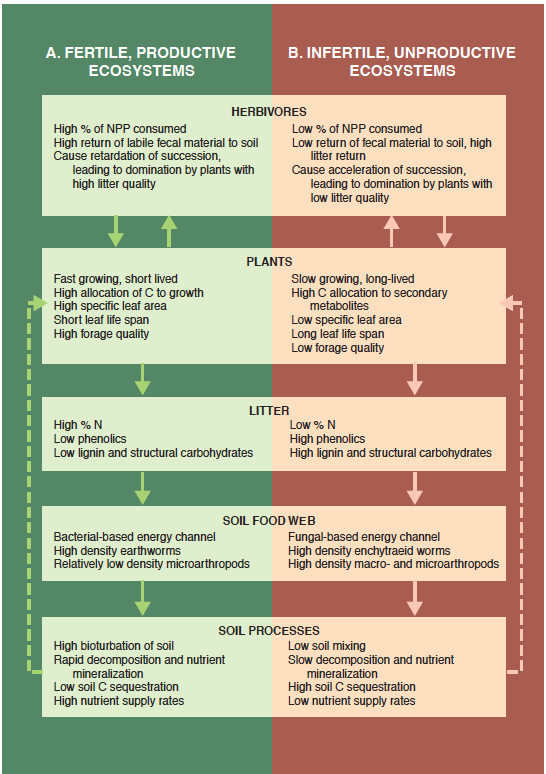 A. FERTILE, PRODUCTIVE
ECOSYSTEMS
B. INFERTILE, UNPRODUCTIVE
ECOSYSTEMS
HERBIVORES
High % of NPP consumed
High return of labile fecal material to soil
Cause retardation of succession,
leading to domination by plants with
high litter quality
Low % of NPP consumed
Low return of fecal material to soil, high
litter return
Cause acceleration of succession,
leading to domination by plants with
low litter quality
PLANTS
Fast growing, short lived
High allocation of C to growth
High specific leaf area
Short leaf life span
High forage quality
Slow growing, long-lived
High C allocation to secondary
metabolites
Low specific leaf area
Long leaf life span
Low forage quality
LITTER
High % N
Low phenolics
Low lignin and structural carbohydrates
Low % N
High phenolics
High lignin and structural carbohydrates
SOIL FOOD WEB
Bacterial-based energy channel
High density earthworms
Relatively low density microarthropods
Fungal-based energy channel
High density enchytraeid worms
High density macro- and microarthropods
SOIL PROCESSES
High bioturbation of soil
Rapid decomposition and nutrient
mineralization
Low soil C sequestration
High nutrient supply rates
Low soil mixing
Slow decomposition and nutrient
mineralization
High soil C sequestration
Low nutrient supply rates